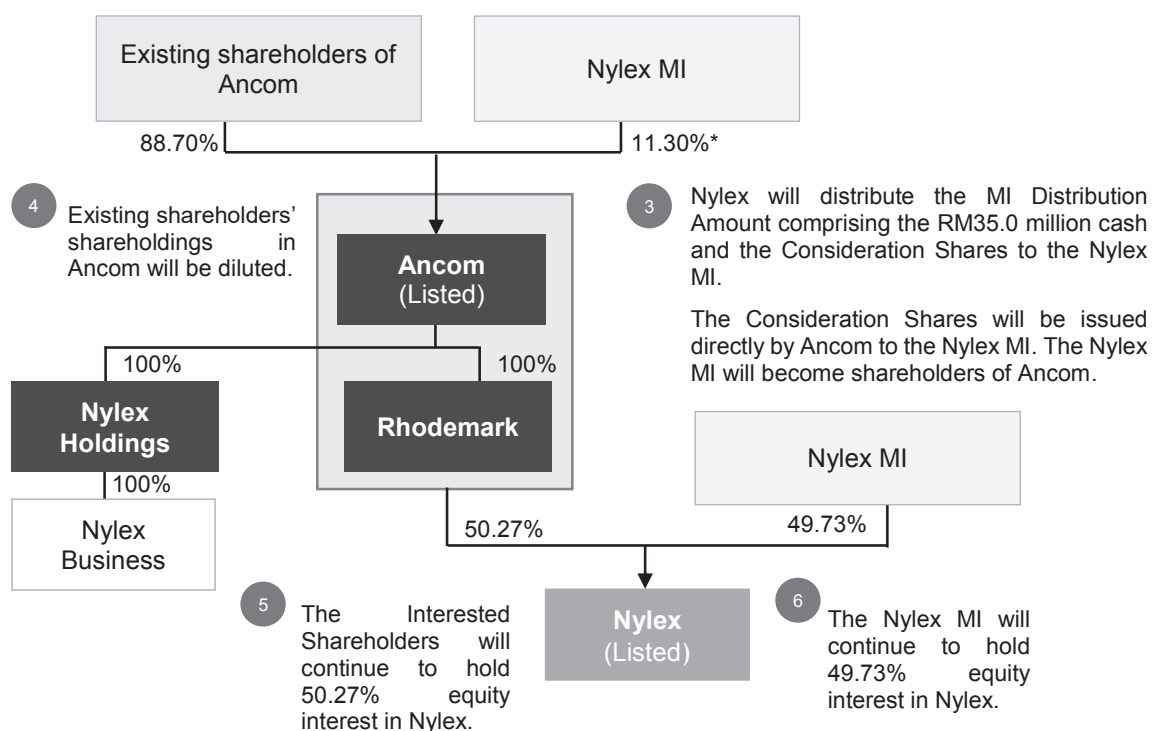 Existing shareholders of
Ancom
Nylex MI
88.70%
11.30%*
4
Existing shareholders’
shareholdings in
Ancom will be diluted.
3
Nylex will distribute the MI Distribution
Amount comprising the RM35.0 million cash
and the Consideration Shares to the Nylex
MI.
The Consideration Shares will be issued
directly by Ancom to the Nylex MI. The Nylex
MI will become shareholders of Ancom.
Ancom
(Listed)
100%
100%
Nylex
Holdings
Rhodemark
Nylex MI
100%
Nylex
Business
50.27%
49.73%
5
The Interested
Shareholders will
continue to hold
50.27% equity
interest in Nylex.
Nylex
(Listed)
6
The Nylex MI will
continue to hold
49.73% equity
interest in Nylex.